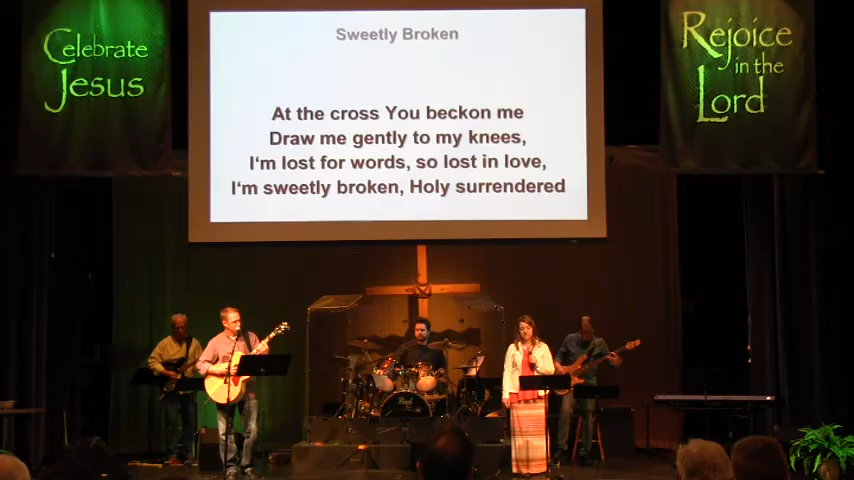 Celebrate
Jesus
Sweetly Broken
At the cross You beckon me
Draw me gently to my knees,
I'm lost for words, so lost in love,
I'm sweetly broken, Holy surrendered
Rejoice
in the
Lord